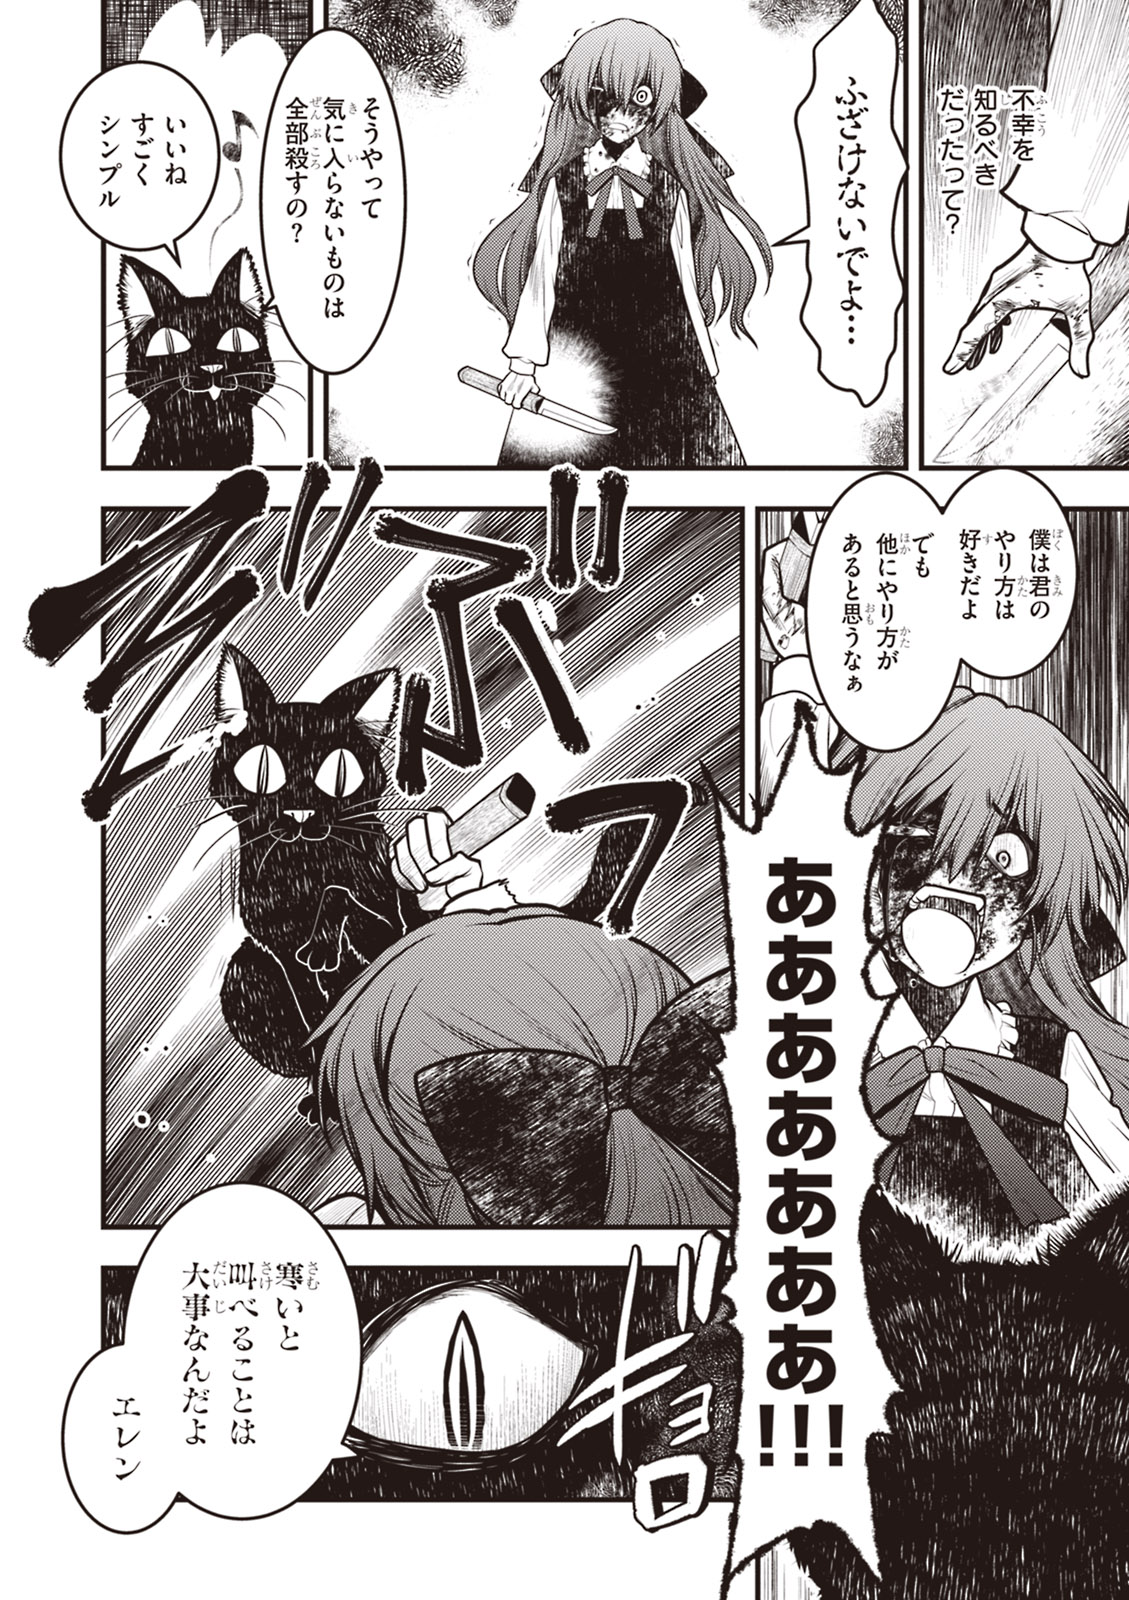 不幸を
知るべき
だったって?
ふざけないでよ…
そうやって
気に入らないものは
全部殺すの?
いいね
すごく
シンプル
僕は君の
やり方は
好きだよ
でも
他にやり方が
あると思うなぁ
ああああああああ!!!
ズブ
ギョロ
寒いと
叫べることは
大事なんだよ
エレン